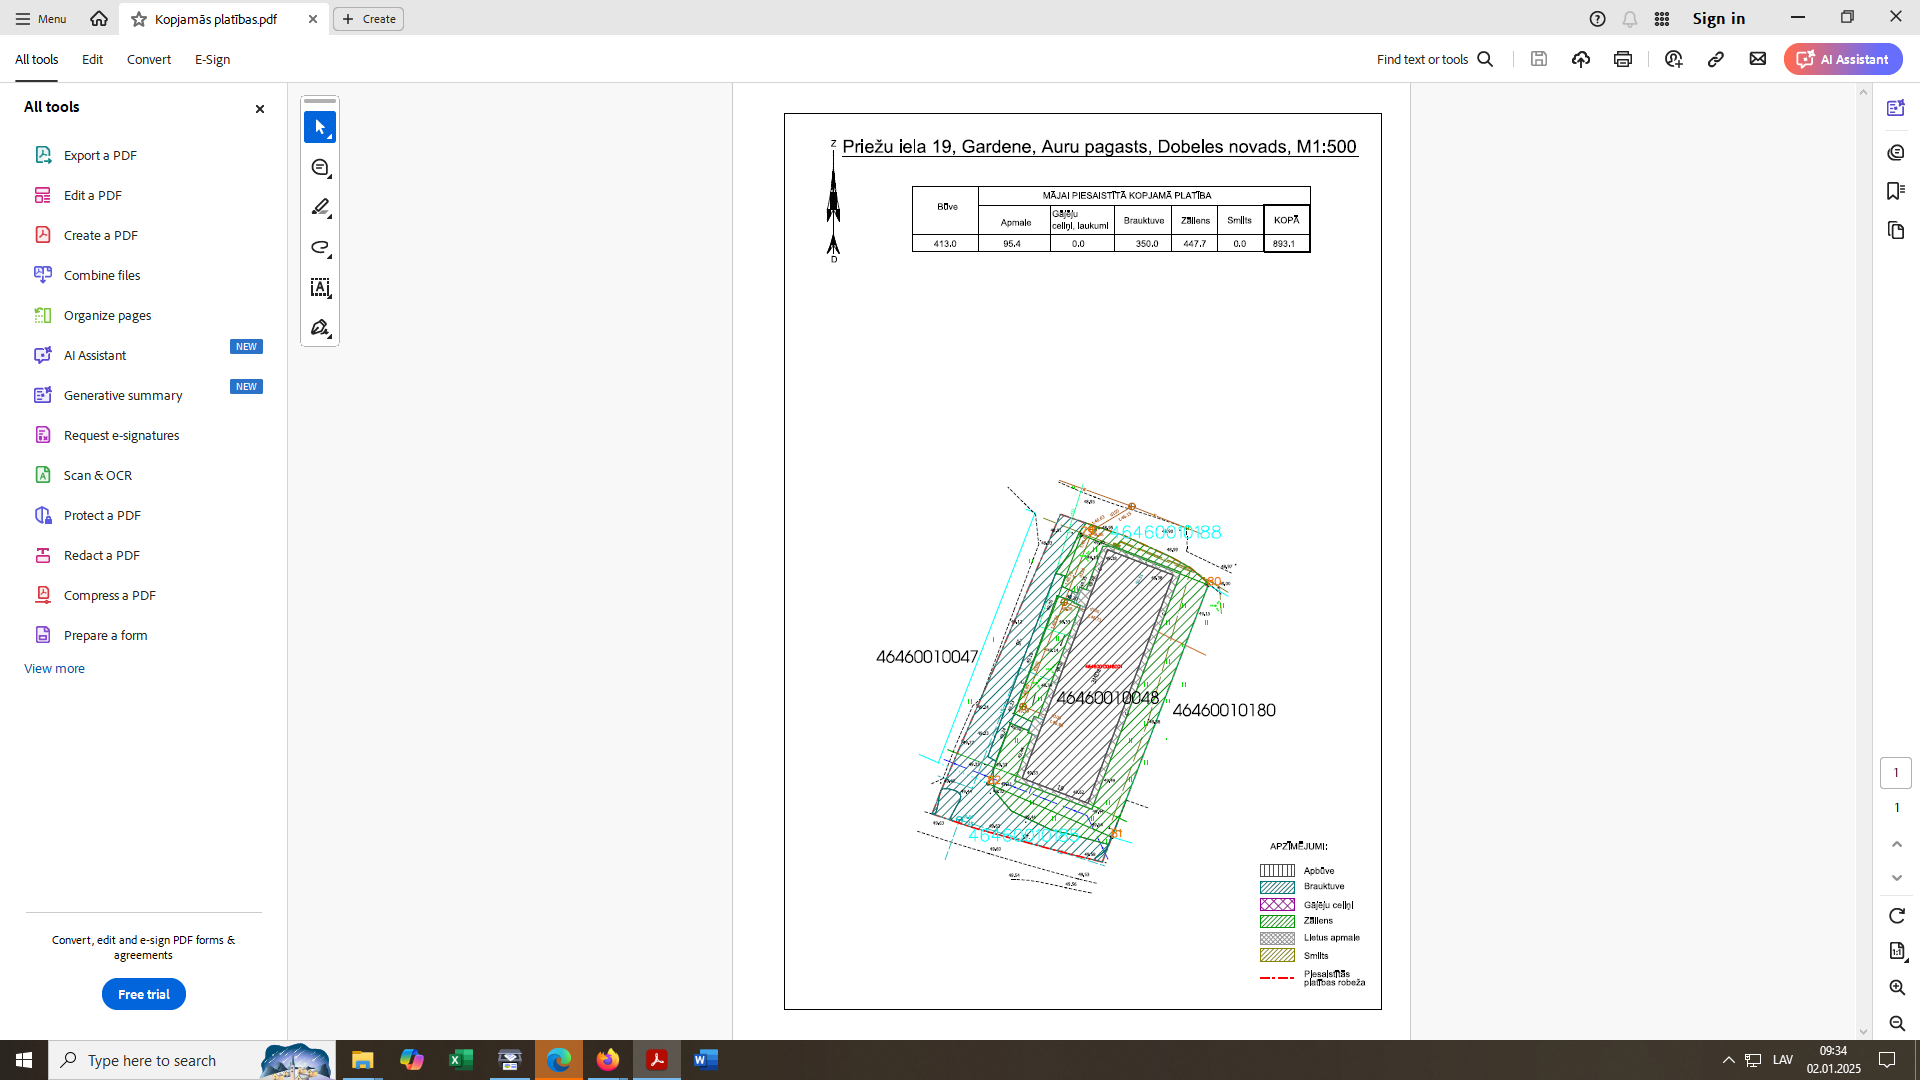 Menu
Kopjamās platības.pdf
Create
Sign in
All tools
Edit
Convert
E-Sign
Find text or tools
AI Assistant
All tools
Export a PDF
Edit a PDF
Create a PDF
Combine files
Organize pages
AI Assistant
NEW
Generative summary
NEW
Request e-signatures
Scan & OCR
Protect a PDF
Redact a PDF
Compress a PDF
Prepare a form
View more
Convert, edit and e-sign PDF forms &
agreements
Free trial
Z
D
Priežu iela 19, Gardene, Auru pagasts, Dobeles novads, M1:500
Būve
MĀJAI PIESAISTĪTĀ KOPJAMĀ PLATĪBA
Apmale
Gājēju
celiņi, laukumi
Brauktuve
Zāliens
Smilts
KOPĀ
413.0
95.4
0.0
350.0
447.7
0.0
893.1
46460010188
46460010047
46460010048
46460010180
46460010185
APZĪMĒJUMI:
Apbūve
Brauktuve
Gājēju celiņi
Zāliens
Lietus apmale
Smilts
Piesaistītās
platības robeža
1
1
Type here to search
LAV
09:34
02.01.2025